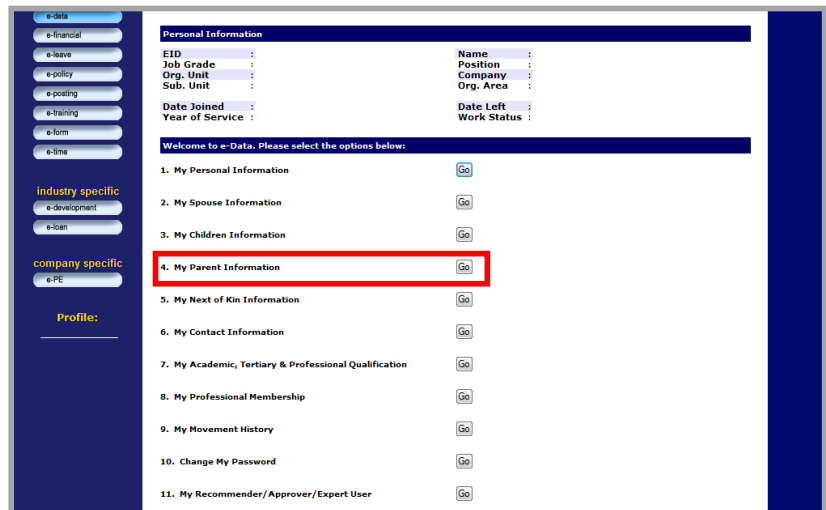 e-data
e-financial
e-leave
e-policy
e-posting
e-training
e-form
e-time
industry specific
e-development
e-loan
company specific
e-PE
Profile:
Personal Information
EID : Name :
Job Grade : Position :
Org. Unit : Company :
Sub. Unit : Org. Area :
Date Joined : Date Left :
Year of Service : Work Status :
Welcome to e-Data. Please select the options below:
1. My Personal Information Go
2. My Spouse Information Go
3. My Children Information Go
4. My Parent Information Go
5. My Next of Kin Information Go
6. My Contact Information Go
7. My Academic, Tertiary & Professional Qualification Go
8. My Professional Membership Go
9. My Movement History Go
10. Change My Password Go
11. My Recommender/Approver/Expert User Go